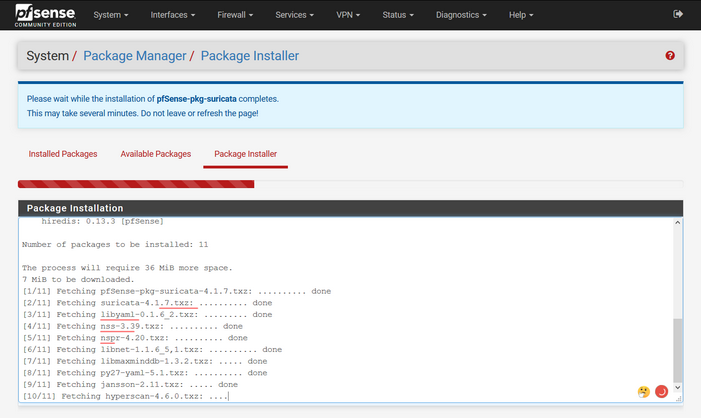 pfsense
COMMUNITY EDITION
System Interfaces Firewall Services VPN Status Diagnostics Help
System / Package Manager / Package Installer
Please wait while the installation of pfSense-pkg-suricata completes.
This may take several minutes. Do not leave or refresh the page!
Installed Packages Available Packages Package Installer
Package Installation
hiredis: 0.13.3 [pfSense]
Number of packages to be installed: 11
The process will require 36 MiB more space.
7 MiB to be downloaded.
[1/11] Fetching pfSense-pkg-suricata-4.1.7.txz: .......... done
[2/11] Fetching suricata-4.1.7.txz: .......... done
[3/11] Fetching libyaml-0.1.6_2.txz: .......... done
[4/11] Fetching nss-3.39.txz: .......... done
[5/11] Fetching nspr-4.20.txz: .......... done
[6/11] Fetching libnet-1.1.6_5,1.txz: .......... done
[7/11] Fetching libmaxminddb-1.3.2.txz: ..... done
[8/11] Fetching py27-yaml-5.1.txz: .......... done
[9/11] Fetching jansson-2.11.txz: ..... done
[10/11] Fetching hyperscan-4.6.0.txz: ....